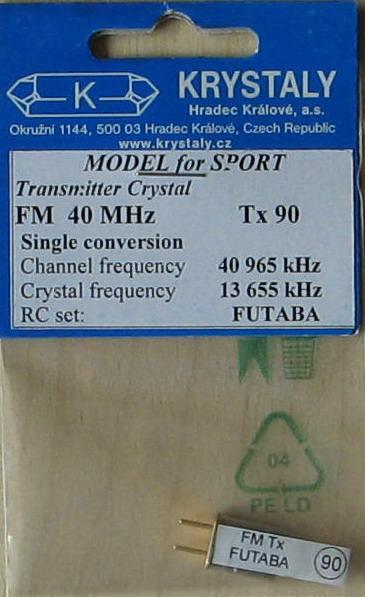 K
KRYSTALY
Hradec Králové, a.s.
Okružní 1144, 500 03 Hradec Králové, Czech Republic
www.krystaly.cz
MODEL for SPORT
Transmitter Crystal
FM 40 MHz Tx 90
Single conversion
Channel frequency 40 965 kHz
Crystal frequency 13 655 kHz
RC set: FUTABA
04
PE LD
FM Tx
FUTABA
90